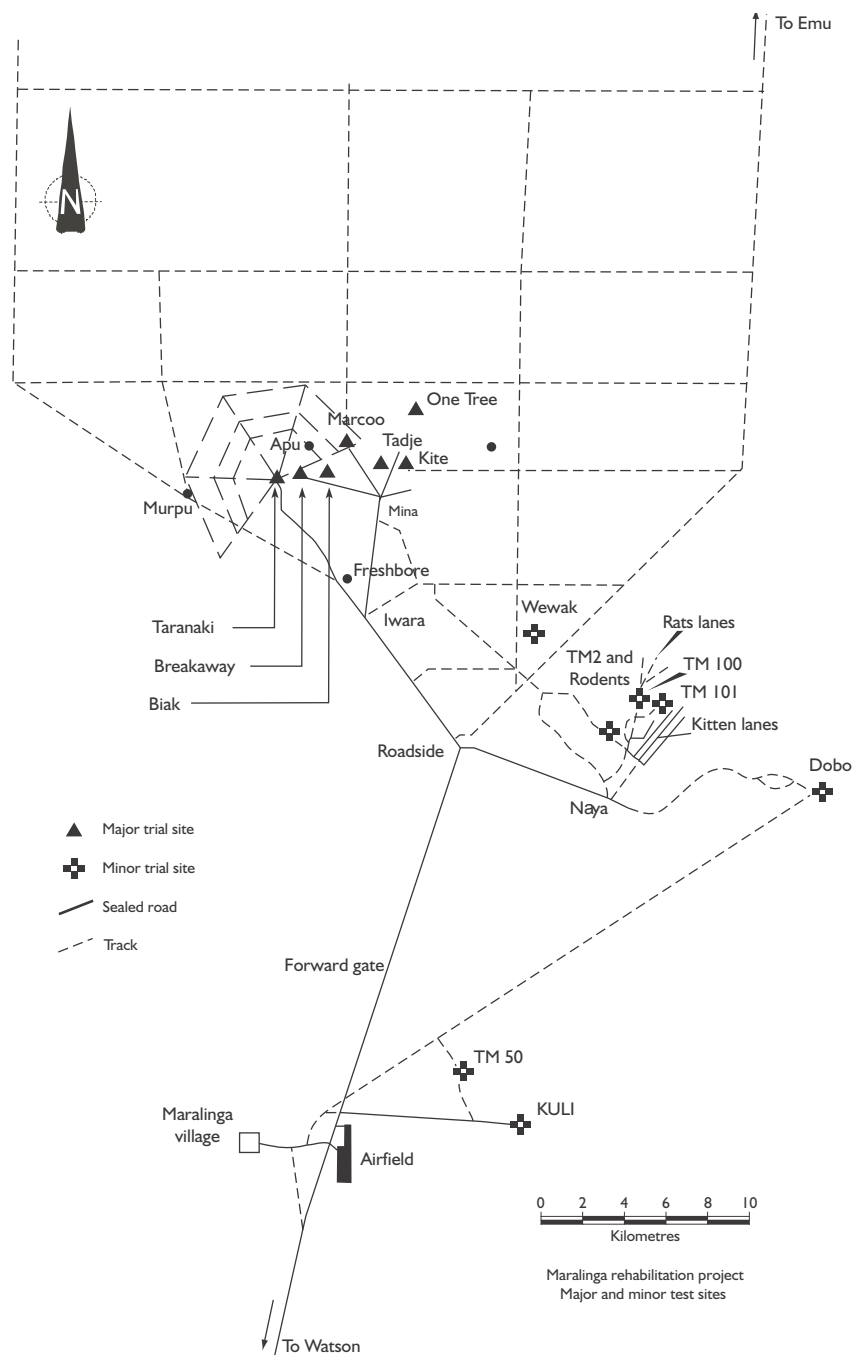 To Emu
N
One Tree
Marcoo
Apu
Tadje
Kite
Murpu
Mina
Freshbore
Taranaki
Iwara
Wewak
Rats lanes
Breakaway
TM2 and
Rodents
TM 100
TM 101
Biak
Kitten lanes
Roadside
Dobo
Naya
Major trial site
Minor trial site
Sealed road
Track
Forward gate
TM 50
Maralinga
village
KULI
Airfield
0 2 4 6 8 10
Kilometres
Maralinga rehabilitation project
Major and minor test sites
To Watson